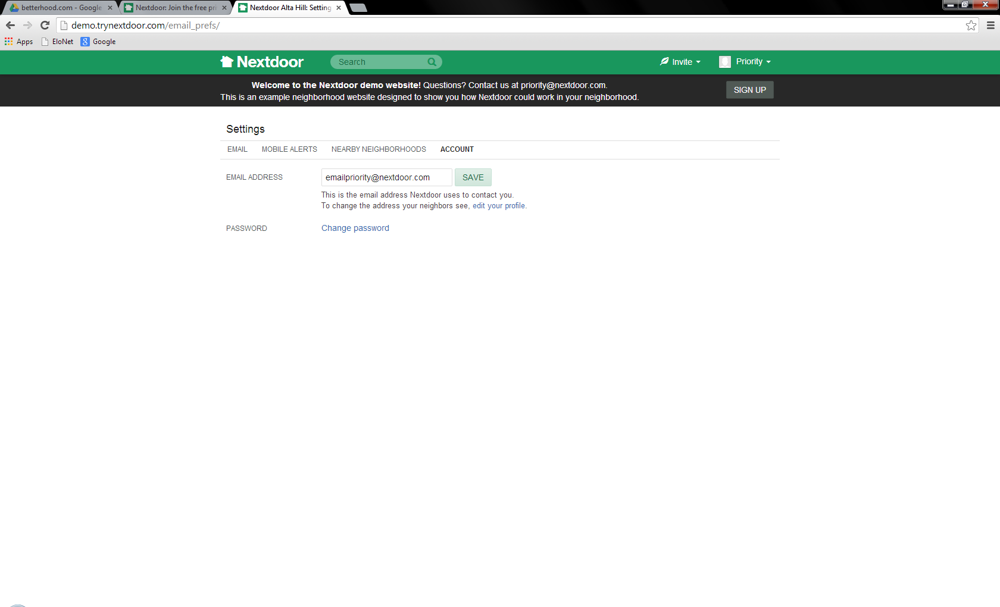 betterhood.com - Google
Nextdoor: Join the free pri
Nextdoor Alta Hill: Setting
demo.trynextdoor.com/email_prefs/
Apps
EloNet
8 Google
Nextdoor
Search
Invite
Priority
Welcome to the Nextdoor demo website! Questions? Contact us at priority@nextdoor.com.
This is an example neighborhood website designed to show you how Nextdoor could work in your neighborhood.
SIGN UP
Settings
EMAIL
MOBILE ALERTS
NEARBY NEIGHBORHOODS
ACCOUNT
EMAIL ADDRESS
emailpriority@nextdoor.com
SAVE
This is the email address Nextdoor uses to contact you.
To change the address your neighbors see, edit your profile.
PASSWORD
Change password